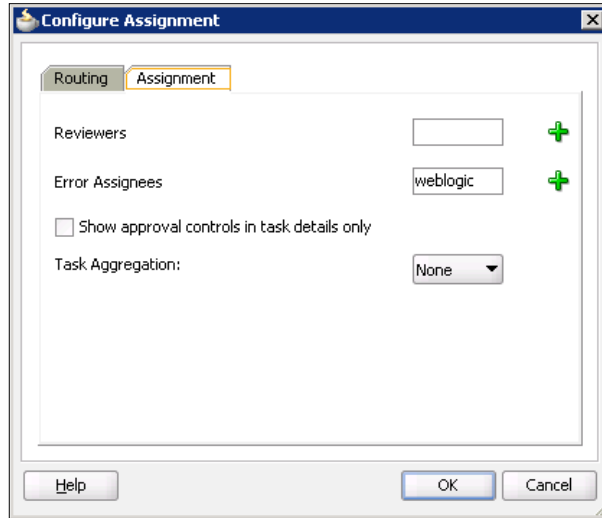 Configure Assignment
Routing Assignment
Reviewers
Error Assignees weblogic
Show approval controls in task details only
Task Aggregation: None
Help OK Cancel